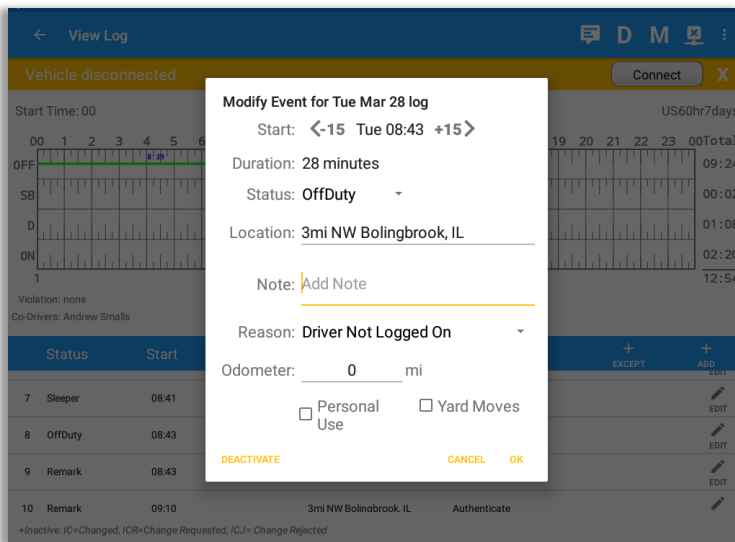 View Log
D M
Vehicle disconnected
Connect X
Start Time: 00
US60hr7days
00 1 2 3 4 5 6
19 20 21 22 23 00Total
8:39
OFF
09:24
SB
00:02
D
01:08
ON
02:20
1
12:54
Violation: none
Co-Drivers: Andrew Smalls
Status Start
+ EXCEPT
+ ADD
EDIT
7 Sleeper 08:41
EDIT
8 OffDuty 08:43
EDIT
9 Remark 08:43
EDIT
10 Remark 09:10 3mi NW Bolingbrook, IL Authenticate
+Inactive: IC=Changed, ICR=Change Requested, ICJ= Change Rejected
Modify Event for Tue Mar 28 log
Start: <-15 Tue 08:43 +15>
Duration: 28 minutes
Status: OffDuty
Location: 3mi NW Bolingbrook, IL
Note: Add Note
Reason: Driver Not Logged On
Odometer: 0 mi
Personal Use
Yard Moves
DEACTIVATE CANCEL OK